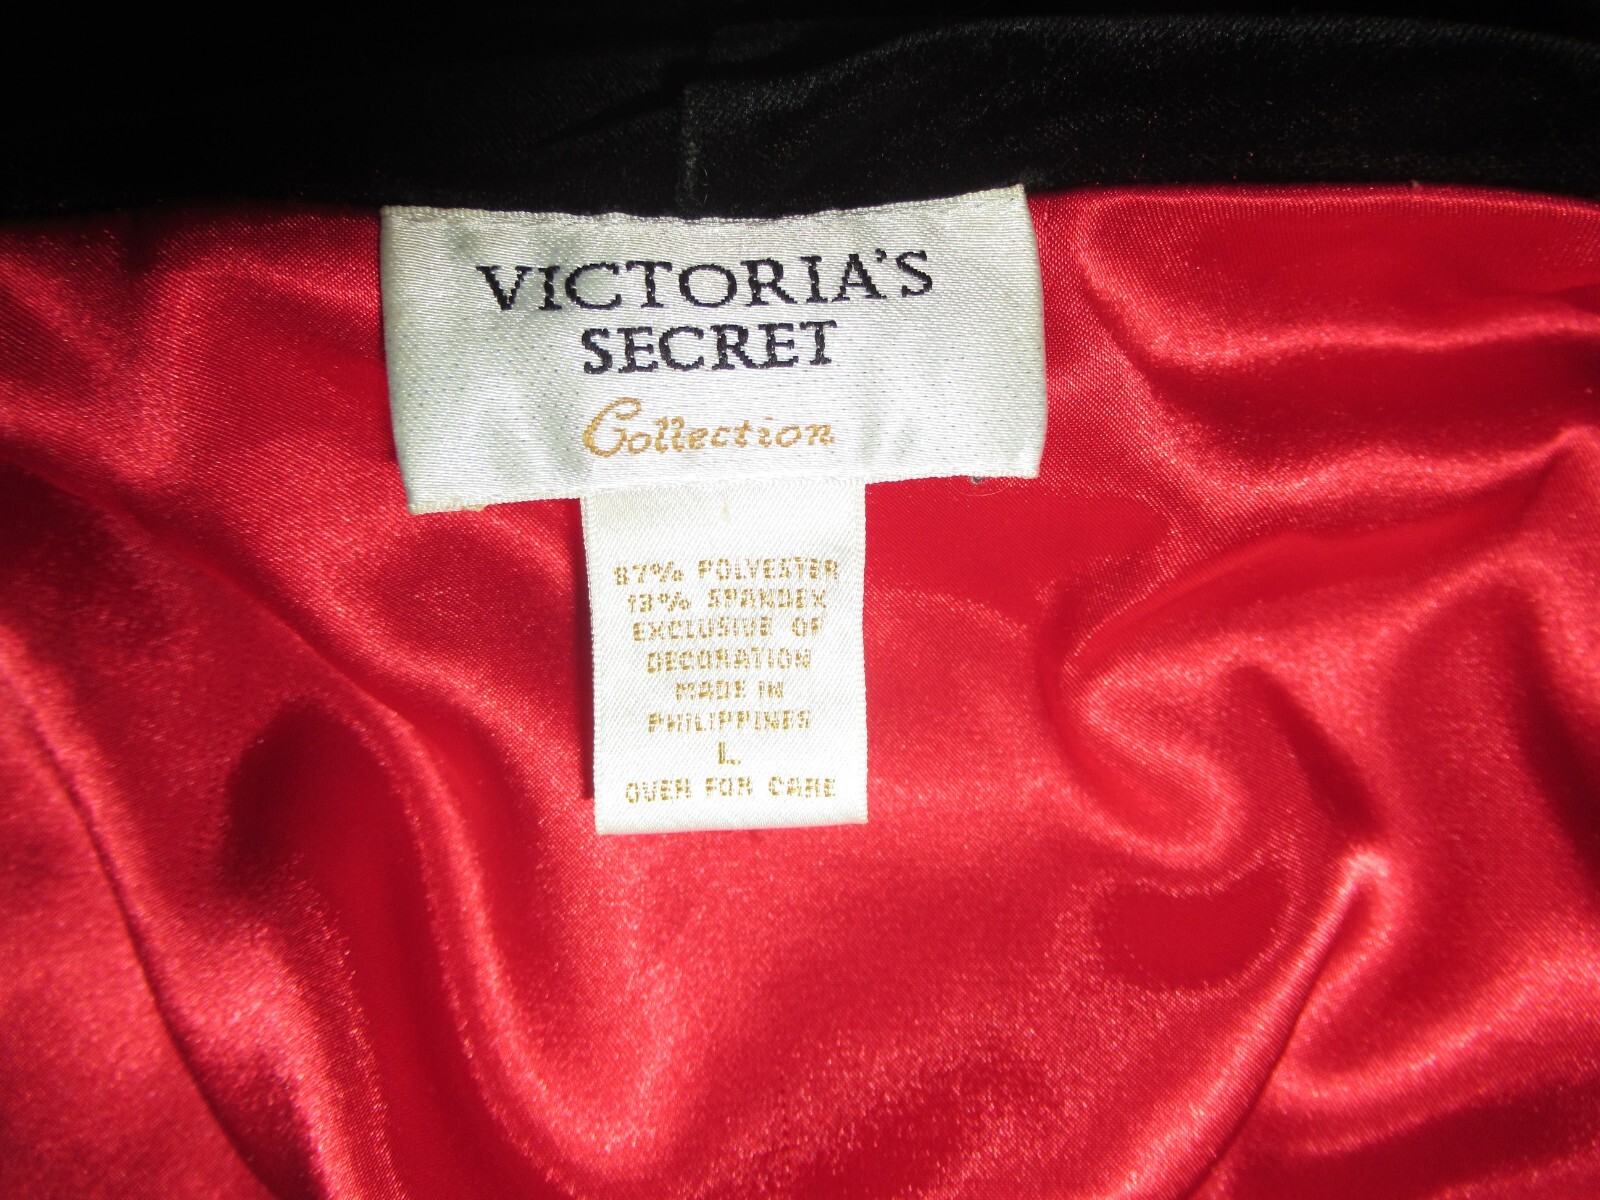 VICTORIA'S
SECRET
Collection
87% POLYESTER
13% SPANDEX
EXCLUSIVE OF
DECORATION
MADE IN
PHILIPPINES
L
OVER FOR CARE